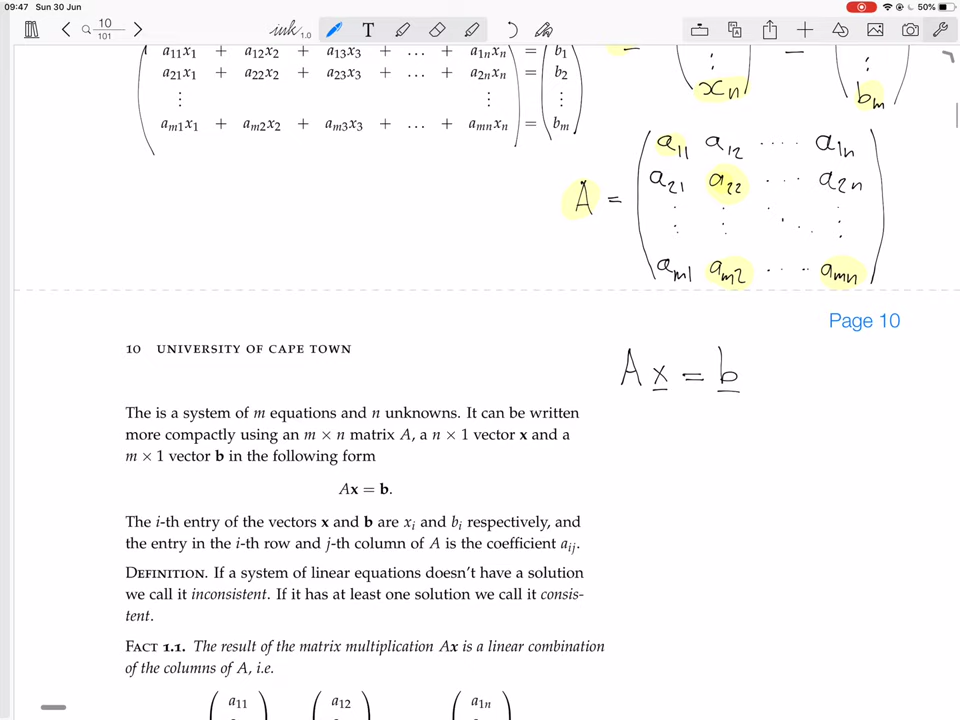 09:47 Sun 30 Jun
50%
10
101
ink 1.0
T
a11x1 + a12x2 + a13x3 + … + a1nxn = b1
a21x1 + a22x2 + a23x3 + … + a2nxn = b2
⋮ ⋮ ⋮
am1x1 + am2x2 + am3x3 + … + amnxn = bm
⋮ ⋮
xn bm
a11 a12 ···· a1n
A = a21 a22 ··· a2n
⋮ ⋮ ⋱ ⋮
am1 am2 ···· amn
Page 10
10 UNIVERSITY OF CAPE TOWN
Ax = b
The is a system of m equations and n unknowns. It can be written
more compactly using an m × n matrix A, a n × 1 vector x and a
m × 1 vector b in the following form
Ax = b.
The i-th entry of the vectors x and b are xi and bi respectively, and
the entry in the i-th row and j-th column of A is the coefficient aij.
DEFINITION. If a system of linear equations doesn't have a solution
we call it inconsistent. If it has at least one solution we call it consis-
tent.
FACT 1.1. The result of the matrix multiplication Ax is a linear combination
of the columns of A, i.e.
a11 a12 a1n